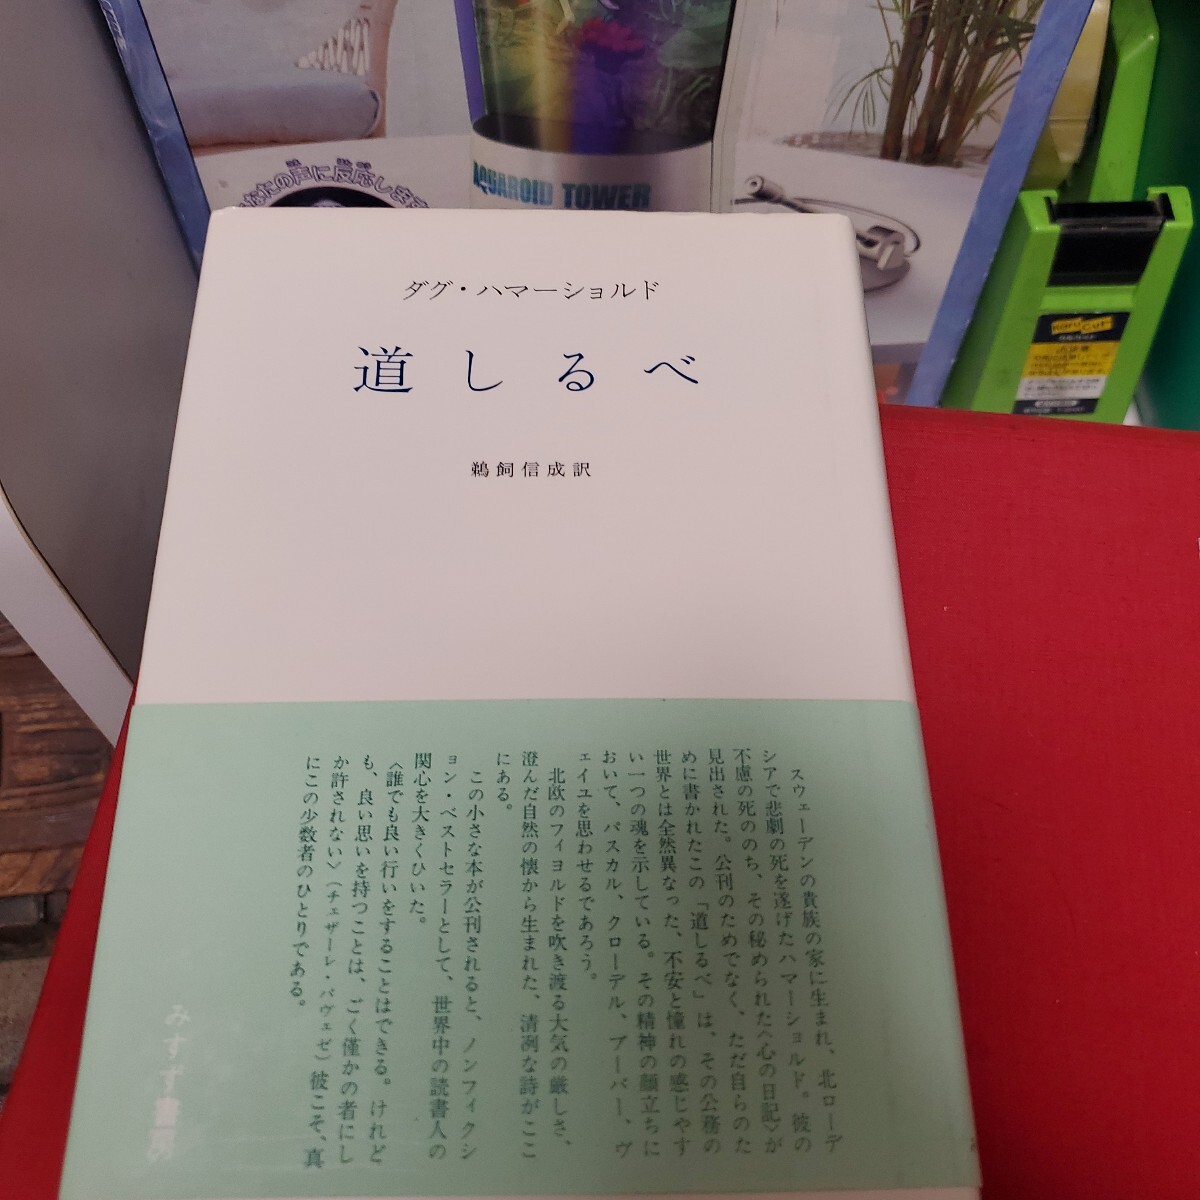 あなたの声に反応します
AQUAROID TOWER
ダグ・ハマーショルド
道しるべ
鵜飼信成訳
スウェーデンの貴族の家に生まれ、北ローデ
シアで悲劇の死を遂げたハマーショルド。彼の
不慮の死ののち、その秘められた〈心の日記〉が
見出された。公刊のためでなく、ただ自らのた
めに書かれたこの「道しるべ」は、その公務の
世界とは全然異なった、不安と憧れの感じやす
い一つの魂を示している。その精神の顔立ちに
おいて、パスカル、クローデル、ブーバー、ヴ
ェイユを思わせるであろう。
北欧のフィヨルドを吹き渡る大気の厳しさ、
澄んだ自然の懐から生まれた、清冽な詩がここ
にある。
この小さな本が公刊されると、ノンフィクシ
ョン・ベストセラーとして、世界中の読書人の
関心を大きくひいた。
〈誰でも良い行いをすることはできる。けれど
も、良い思いを持つことは、ごく僅かの者にし
か許されない〉（チェザーレ・パヴェゼ）彼こそ、真
にこの少数者のひとりである。
みすず書房